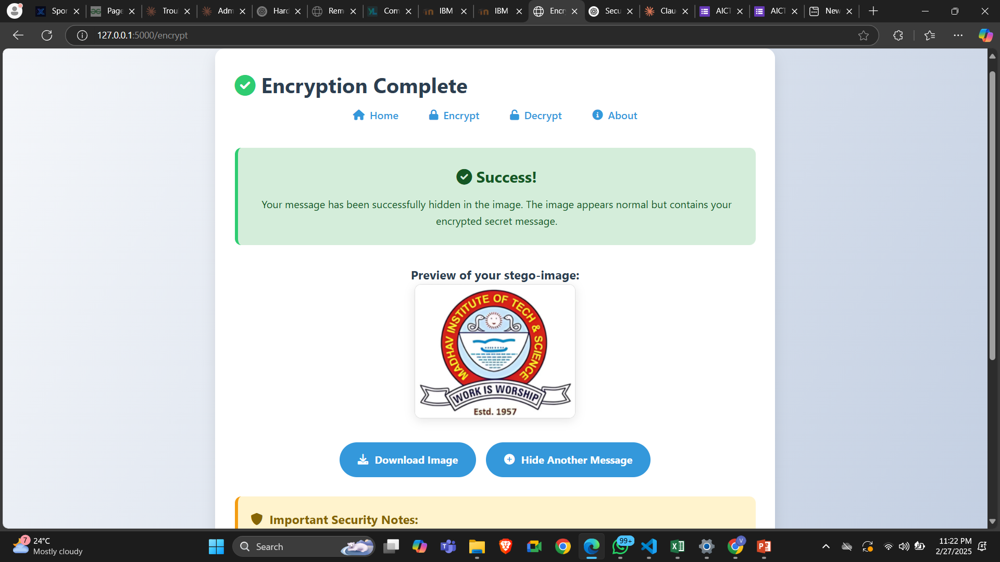 Spor
Page
Trou
Adm
Hard
Rem
Com
IBM
IBM
Encr
Secu
Clau
AICT
AICT
New
127.0.0.1:5000/encrypt
Encryption Complete
Home
Encrypt
Decrypt
About
Success!
Your message has been successfully hidden in the image. The image appears normal but contains your
encrypted secret message.
Preview of your stego-image:
MADHAV INSTITUTE OF TECH & SCIENCE
WORK IS WORSHIP
Estd. 1957
Download Image
Hide Another Message
Important Security Notes:
7
24°C
Mostly cloudy
Search
99+
V
11:22 PM
2/27/2025